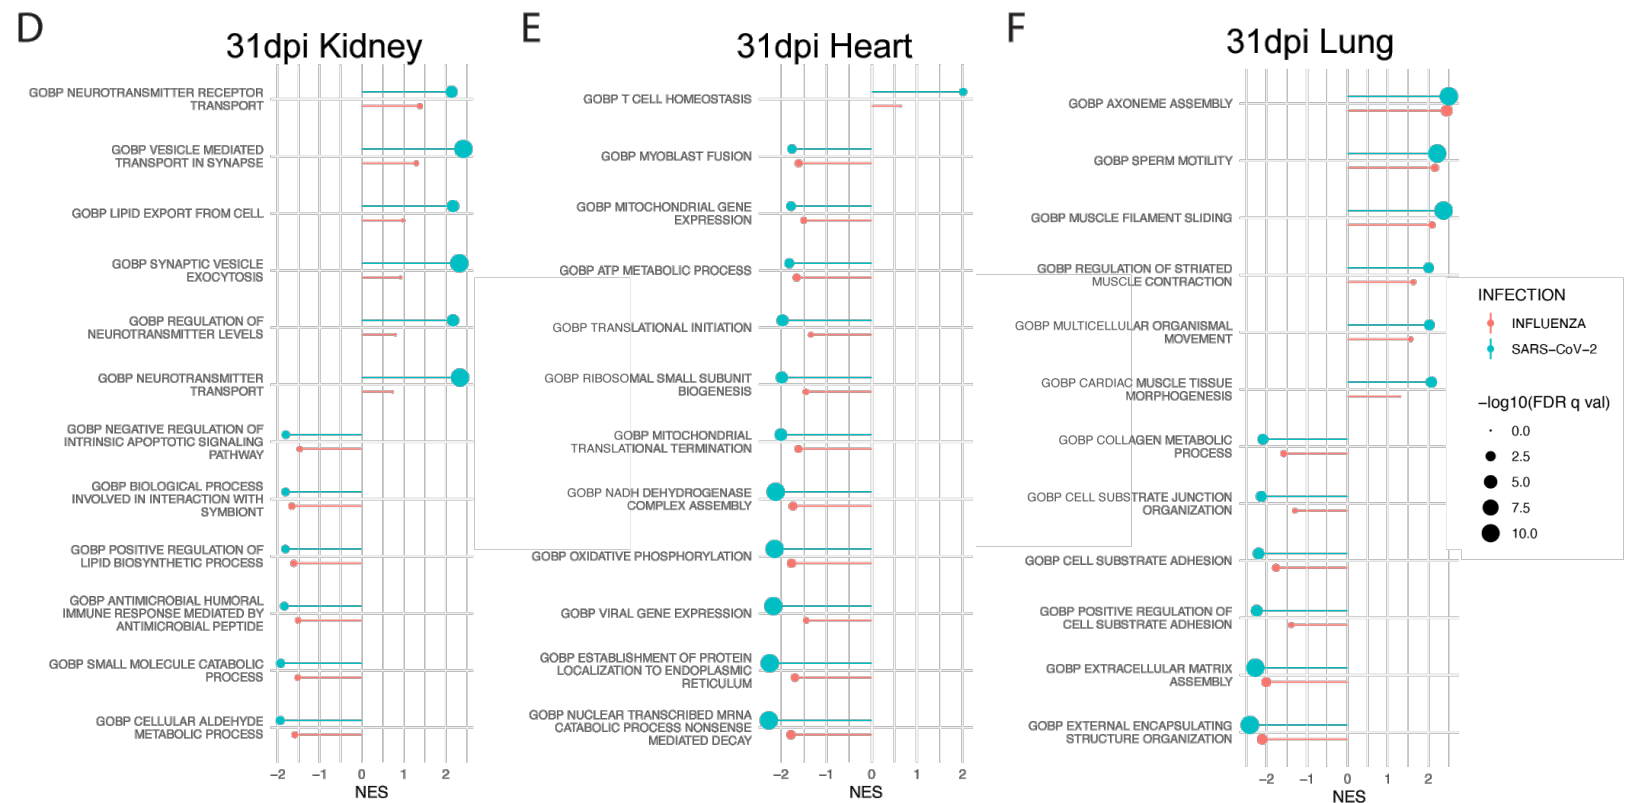 D
31dpi Kidney
GOBP NEUROTRANSMITTER RECEPTOR
TRANSPORT
GOBP VESICLE MEDIATED
TRANSPORT IN SYNAPSE
GOBP LIPID EXPORT FROM CELL
GOBP SYNAPTIC VESICLE
EXOCYTOSIS
GOBP REGULATION OF
NEUROTRANSMITTER LEVELS
GOBP NEUROTRANSMITTER
TRANSPORT
GOBP NEGATIVE REGULATION OF
INTRINSIC APOPTOTIC SIGNALING
PATHWAY
GOBP BIOLOGICAL PROCESS
INVOLVED IN INTERACTION WITH
SYMBIONT
GOBP POSITIVE REGULATION OF
LIPID BIOSYNTHETIC PROCESS
GOBP ANTIMICROBIAL HUMORAL
IMMUNE RESPONSE MEDIATED BY
ANTIMICROBIAL PEPTIDE
GOBP SMALL MOLECULE CATABOLIC
PROCESS
GOBP CELLULAR ALDEHYDE
METABOLIC PROCESS
−2 −1 0 1 2
NES
E
31dpi Heart
GOBP T CELL HOMEOSTASIS
GOBP MYOBLAST FUSION
GOBP MITOCHONDRIAL GENE
EXPRESSION
GOBP ATP METABOLIC PROCESS
GOBP TRANSLATIONAL INITIATION
GOBP RIBOSOMAL SMALL SUBUNIT
BIOGENESIS
GOBP MITOCHONDRIAL
TRANSLATIONAL TERMINATION
GOBP NADH DEHYDROGENASE
COMPLEX ASSEMBLY
GOBP OXIDATIVE PHOSPHORYLATION
GOBP VIRAL GENE EXPRESSION
GOBP ESTABLISHMENT OF PROTEIN
LOCALIZATION TO ENDOPLASMIC
RETICULUM
GOBP NUCLEAR TRANSCRIBED MRNA
CATABOLIC PROCESS NONSENSE
MEDIATED DECAY
−2 −1 0 1 2
NES
F
31dpi Lung
GOBP AXONEME ASSEMBLY
GOBP SPERM MOTILITY
GOBP MUSCLE FILAMENT SLIDING
GOBP REGULATION OF STRIATED
MUSCLE CONTRACTION
GOBP MULTICELLULAR ORGANISMAL
MOVEMENT
GOBP CARDIAC MUSCLE TISSUE
MORPHOGENESIS
GOBP COLLAGEN METABOLIC
PROCESS
GOBP CELL SUBSTRATE JUNCTION
ORGANIZATION
GOBP CELL SUBSTRATE ADHESION
GOBP POSITIVE REGULATION OF
CELL SUBSTRATE ADHESION
GOBP EXTRACELLULAR MATRIX
ASSEMBLY
GOBP EXTERNAL ENCAPSULATING
STRUCTURE ORGANIZATION
−2 −1 0 1 2
NES
INFECTION
INFLUENZA
SARS−CoV−2
−log10(FDR q val)
0.0
2.5
5.0
7.5
10.0